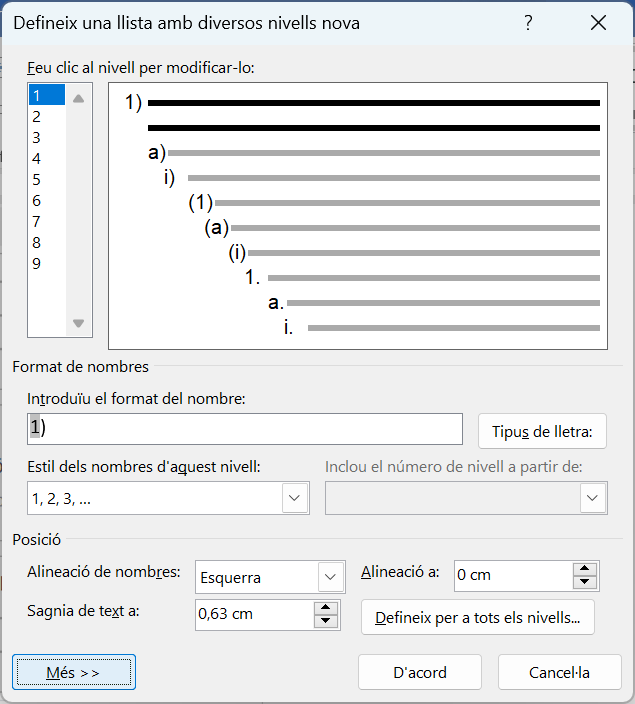 Defineix una llista amb diversos nivells nova ?
Feu clic al nivell per modificar-lo:
1
2
3
4
5
6
7
8
9
1)
a)
i)
(1)
(a)
(i)
1.
a.
i.
Format de nombres
Introduïu el format del nombre:
1)
Tipus de lletra:
Estil dels nombres d'aquest nivell:
Inclou el número de nivell a partir de:
1, 2, 3, ...
Posició
Alineació de nombres:
Esquerra
Alineació a:
0 cm
Sagnia de text a:
0,63 cm
Defineix per a tots els nivells...
Més >>
D'acord
Cancel·la